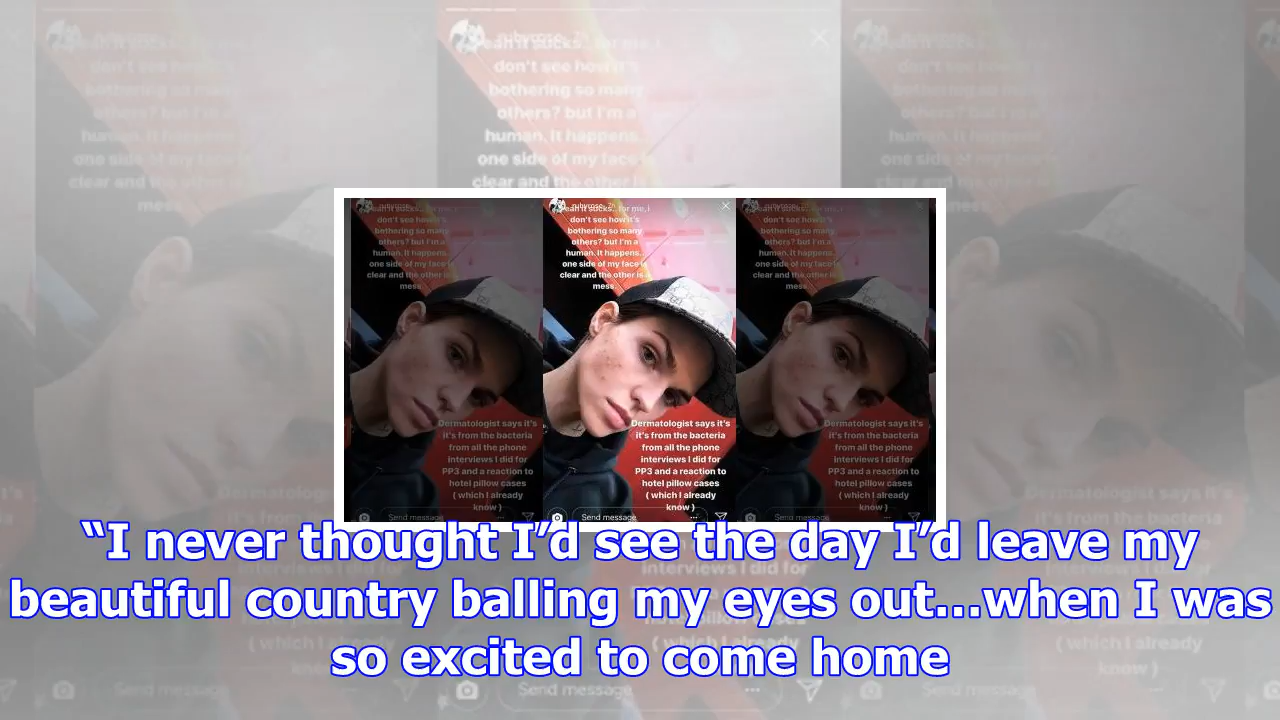 rubyrose 7h
ean it sucks.. for me, i
don't see how it's
bothering so many
others? but I'm a
human. It happens.
one side of my face is
clear and the other is a
mess.
Dermatologist says it's
it's from the bacteria
from all the phone
interviews I did for
PP3 and a reaction to
hotel pillow cases
( which I already
know )
Send message
“I never thought I’d see the day I’d leave my
beautiful country balling my eyes out...when I was
so excited to come home